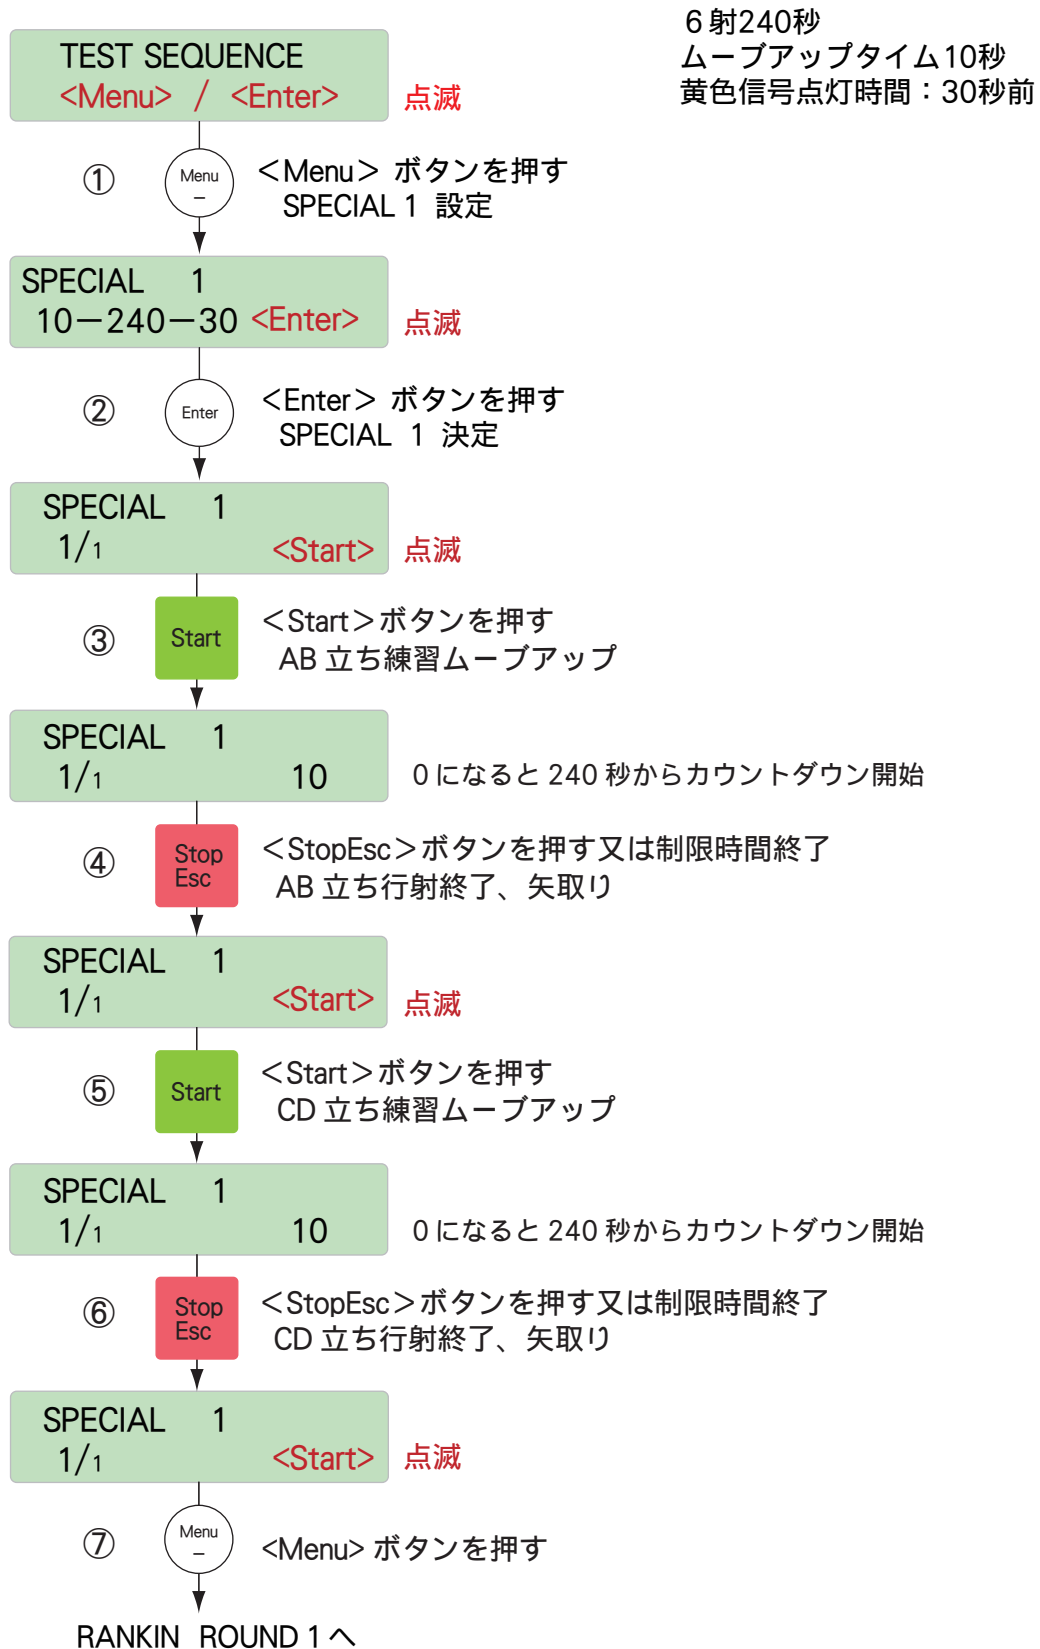 ６射240秒
ムーブアップタイム10秒
黄色信号点灯時間：30秒前
TEST SEQUENCE
<Menu> / <Enter> 点滅
① Menu − ＜Menu＞ ボタンを押す
SPECIAL 1 設定
SPECIAL 1
10−240−30 <Enter> 点滅
② Enter ＜Enter＞ ボタンを押す
SPECIAL 1 決定
SPECIAL 1
1/1 <Start> 点滅
③ Start ＜Start＞ボタンを押す
AB 立ち練習ムーブアップ
SPECIAL 1
1/1 10 0 になると 240 秒からカウントダウン開始
④ Stop Esc ＜StopEsc＞ボタンを押す又は制限時間終了
AB 立ち行射終了、矢取り
SPECIAL 1
1/1 <Start> 点滅
⑤ Start ＜Start＞ボタンを押す
CD 立ち練習ムーブアップ
SPECIAL 1
1/1 10 0 になると 240 秒からカウントダウン開始
⑥ Stop Esc ＜StopEsc＞ボタンを押す又は制限時間終了
CD 立ち行射終了、矢取り
SPECIAL 1
1/1 <Start> 点滅
⑦ Menu − <Menu> ボタンを押す
RANKIN ROUND 1 へ